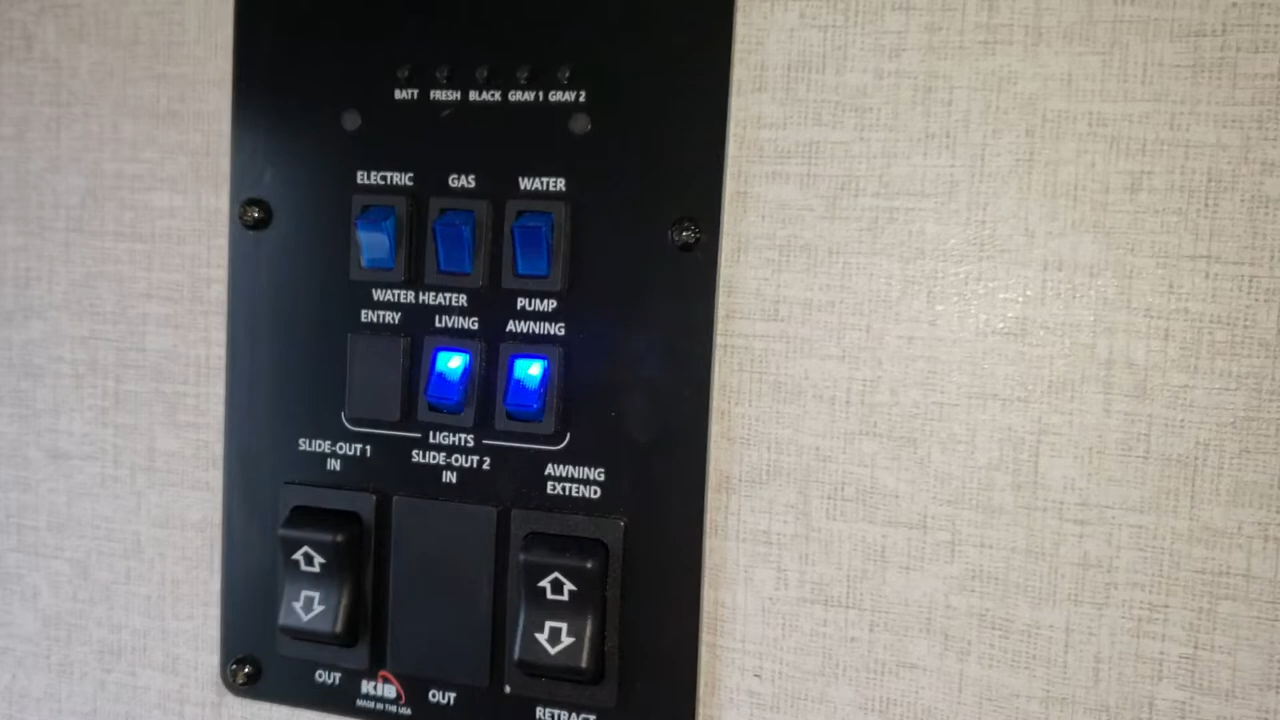 BATT FRESH BLACK GRAY 1 GRAY 2
ELECTRIC GAS WATER
WATER HEATER PUMP
ENTRY LIVING AWNING
LIGHTS
SLIDE-OUT 1
IN
SLIDE-OUT 2
IN
AWNING
EXTEND
OUT
KIB
MADE IN THE USA
OUT
RETRACT